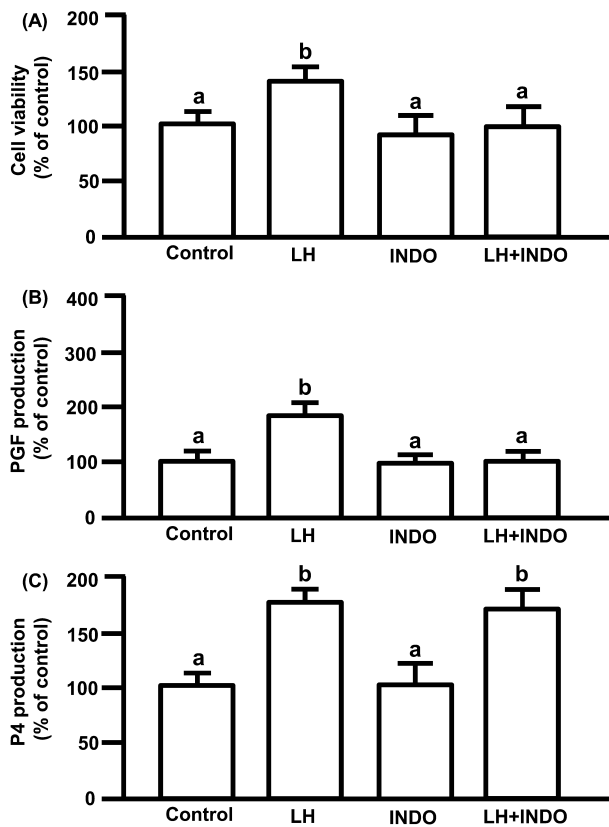 (A)
Cell viability
(% of control)
200
150
100
50
0
a
b
a
a
Control
LH
INDO
LH+INDO
(B)
PGF production
(% of control)
400
300
200
100
0
a
b
a
a
Control
LH
INDO
LH+INDO
(C)
P4 production
(% of control)
200
150
100
50
0
a
b
a
b
Control
LH
INDO
LH+INDO